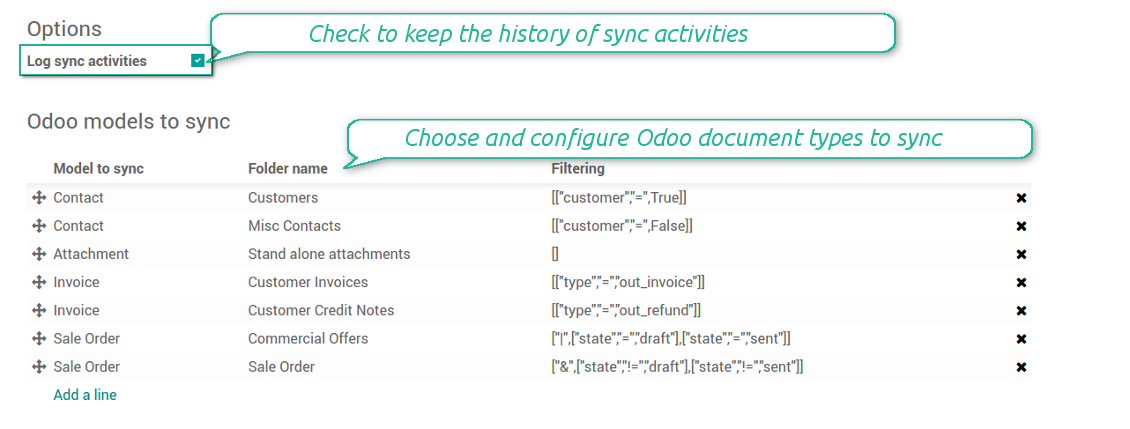 Options
Check to keep the history of sync activities
Log sync activities
Odoo models to sync
Choose and configure Odoo document types to sync
Model to sync Folder name Filtering
Contact Customers [["customer","=",True]]
Contact Misc Contacts [["customer","=",False]]
Attachment Stand alone attachments []
Invoice Customer Invoices [["type","=","out_invoice"]]
Invoice Customer Credit Notes [["type","=","out_refund"]]
Sale Order Commercial Offers ["|",["state","=","draft"],["state","=","sent"]]
Sale Order Sale Order ["&",["state","!=","draft"],["state","!=","sent"]]
Add a line